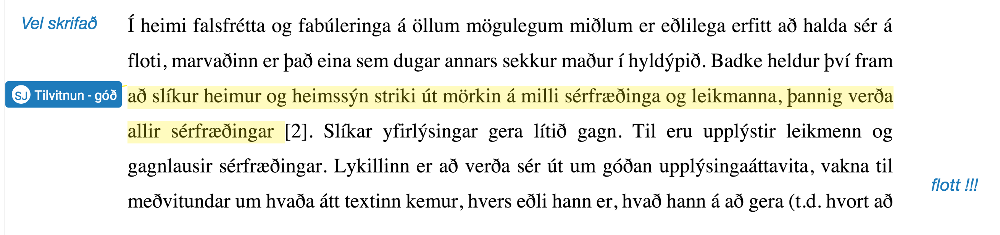 Vel skrifað
Í heimi falsfrétta og fabúleringa á öllum mögulegum miðlum er eðlilega erfitt að halda sér á
floti, marvaðinn er það eina sem dugar annars sekkur maður í hyldýpið. Badke heldur því fram
SJ Tilvitnun - góð
að slíkur heimur og heimssýn striki út mörkin á milli sérfræðinga og leikmanna, þannig verða
allir sérfræðingar [2]. Slíkar yfirlýsingar gera lítið gagn. Til eru upplýstir leikmenn og
gagnlausir sérfræðingar. Lykillinn er að verða sér út um góðan upplýsingaáttavita, vakna til
flott !!!
meðvitundar um hvaða átt textinn kemur, hvers eðli hann er, hvað hann á að gera (t.d. hvort að